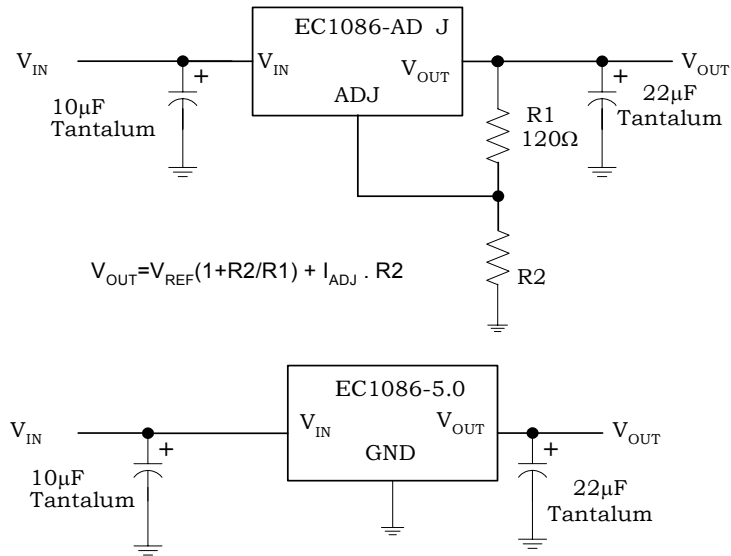 EC1086-AD J
V_IN
V_IN
V_OUT
V_OUT
ADJ
+
10μF
Tantalum
R1
120Ω
+
22μF
Tantalum
V_OUT=V_REF(1+R2/R1) + I_ADJ . R2
R2
EC1086-5.0
V_IN
V_IN
V_OUT
V_OUT
GND
+
10μF
Tantalum
+
22μF
Tantalum